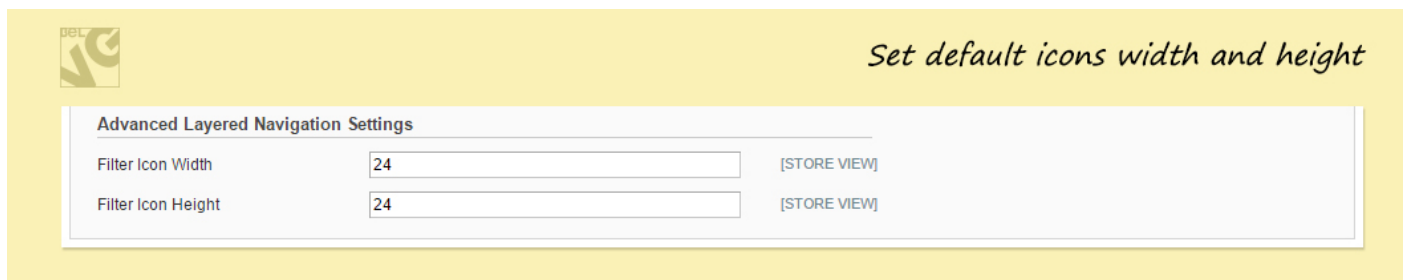 BELVG
Set default icons width and height
Advanced Layered Navigation Settings
Filter Icon Width 24 [STORE VIEW]
Filter Icon Height 24 [STORE VIEW]